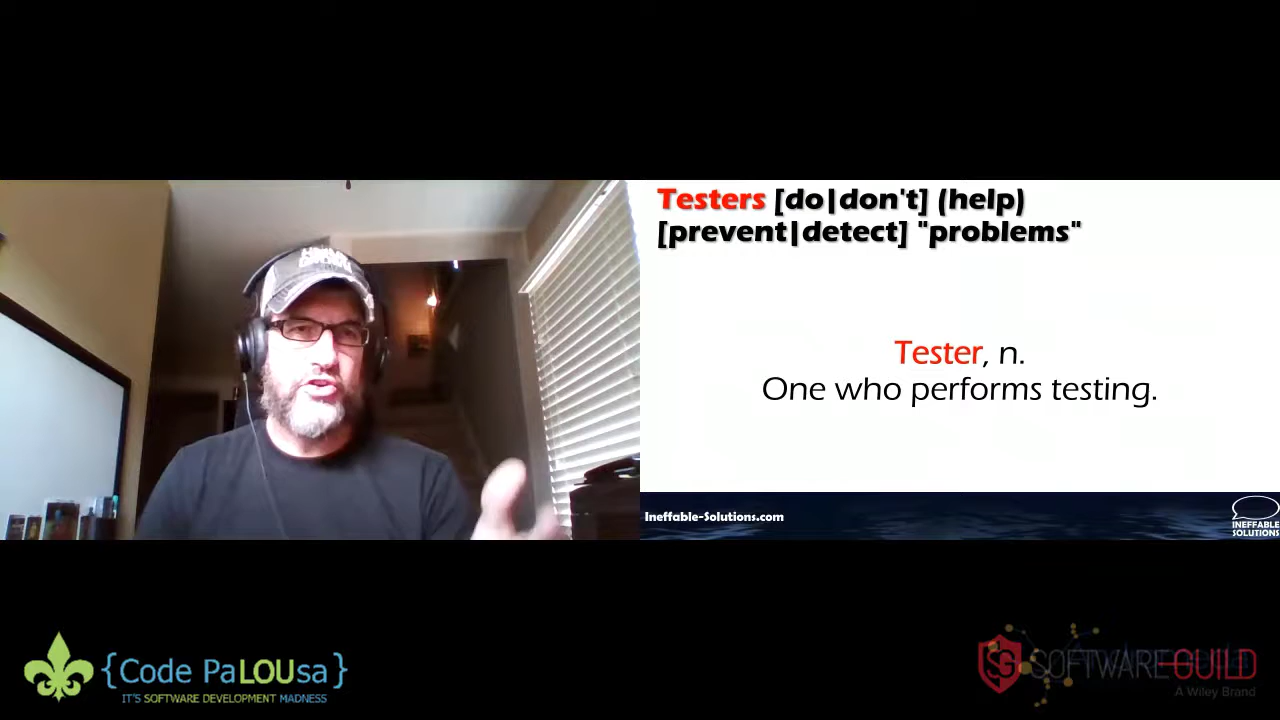 Testers [do|don't] (help)
[prevent|detect] "problems"
Tester, n.
One who performs testing.
Ineffable-Solutions.com
INEFFABLE
SOLUTIONS
{Code PaLOUsa}
IT'S SOFTWARE DEVELOPMENT MADNESS
SG SOFTWARE GUILD
A Wiley Brand